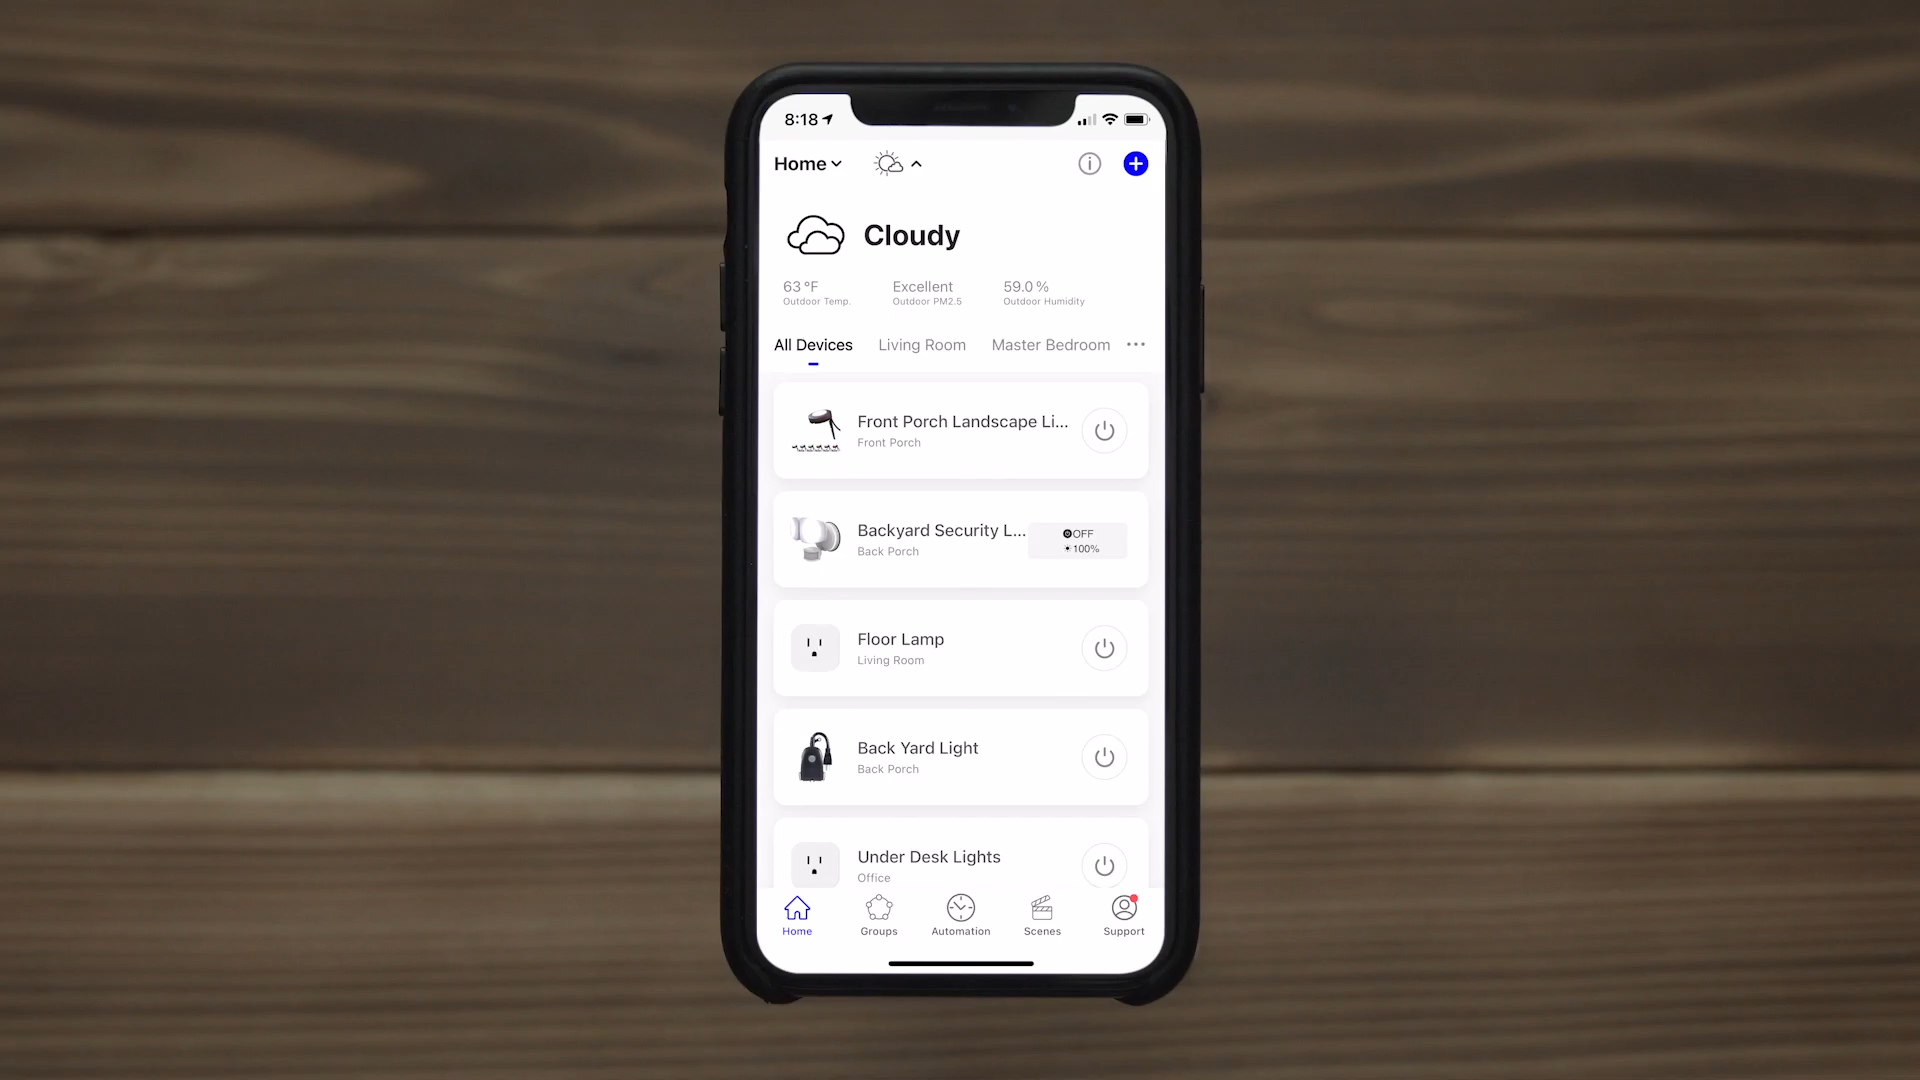 8:18
Home
Cloudy
63 °F Excellent 59.0 %
Outdoor Temp. Outdoor PM2.5 Outdoor Humidity
All Devices Living Room Master Bedroom ···
Front Porch Landscape Li...
Front Porch
Backyard Security L...
Back Porch
OFF
100%
Floor Lamp
Living Room
Back Yard Light
Back Porch
Under Desk Lights
Office
Home Groups Automation Scenes Support